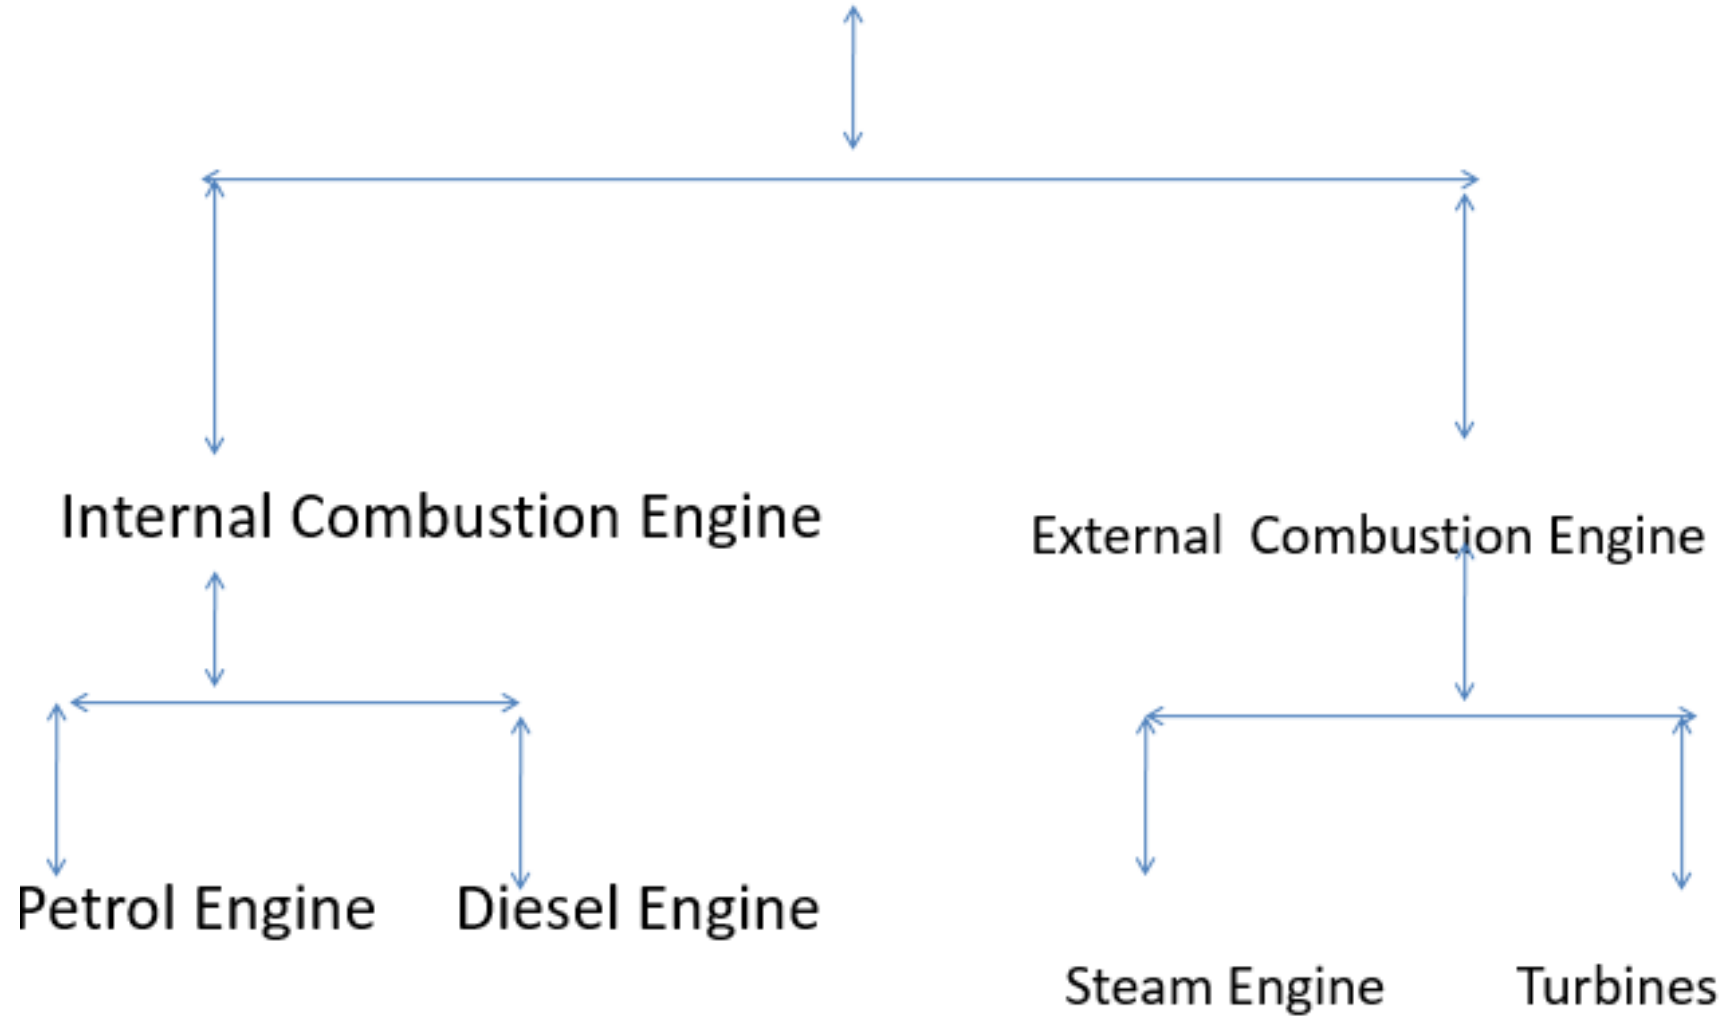 Internal Combustion Engine
External Combustion Engine
Petrol Engine
Diesel Engine
Steam Engine
Turbines